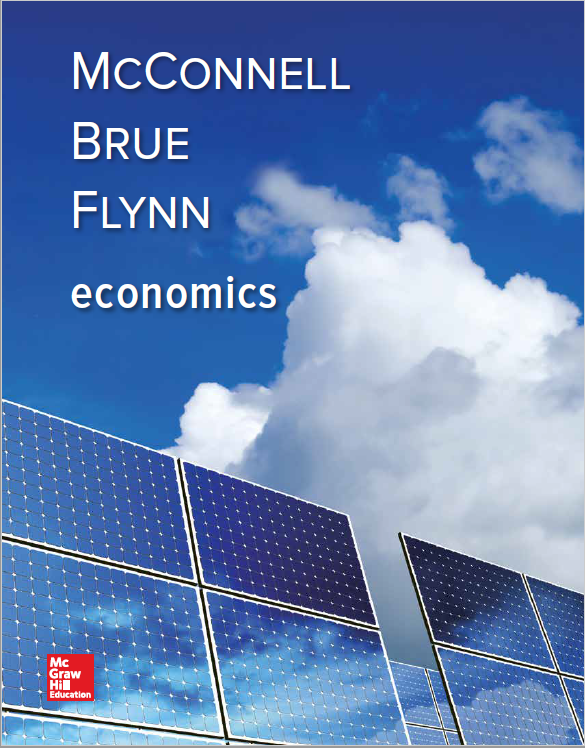 McConnell
Brue
Flynn
economics
Mc
Graw
Hill
Education